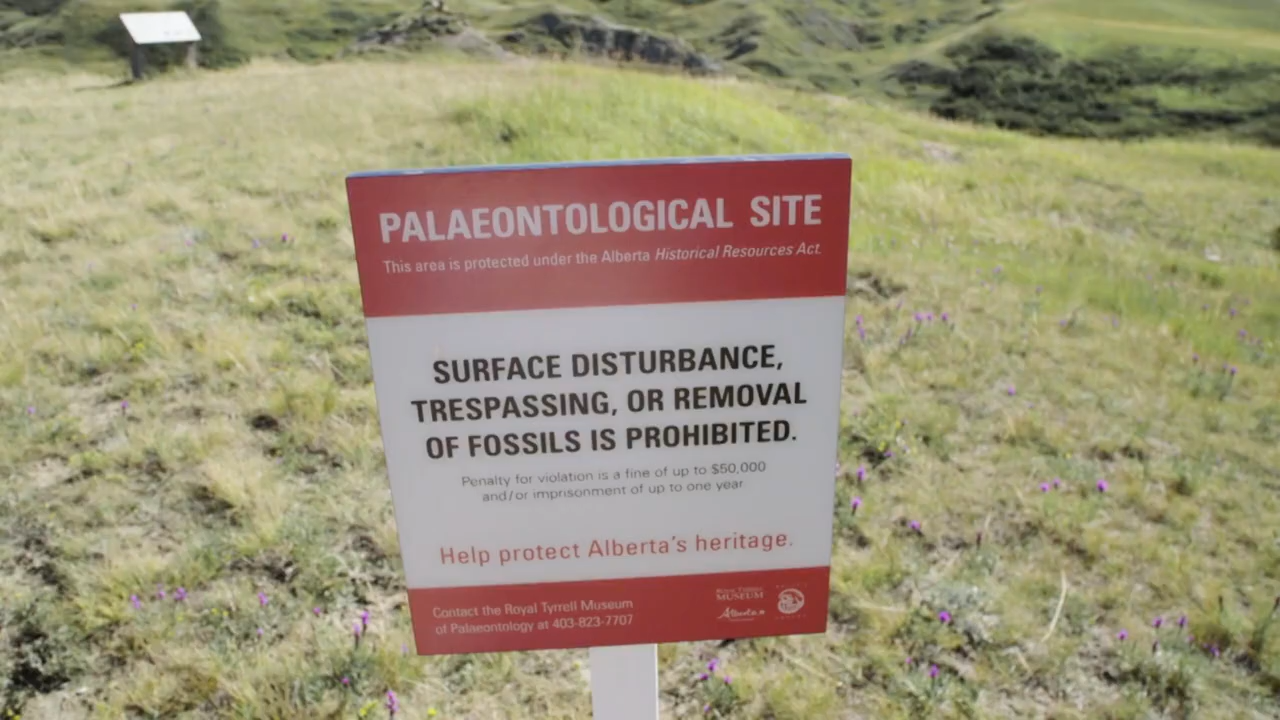 PALAEONTOLOGICAL SITE
This area is protected under the Alberta Historical Resources Act.
SURFACE DISTURBANCE,
TRESPASSING, OR REMOVAL
OF FOSSILS IS PROHIBITED.
Penalty for violation is a fine of up to $50,000
and/or imprisonment of up to one year
Help protect Alberta's heritage.
Contact the Royal Tyrrell Museum
of Palaeontology at 403-823-7707
ROYAL TYRRELL
MUSEUM
Alberta